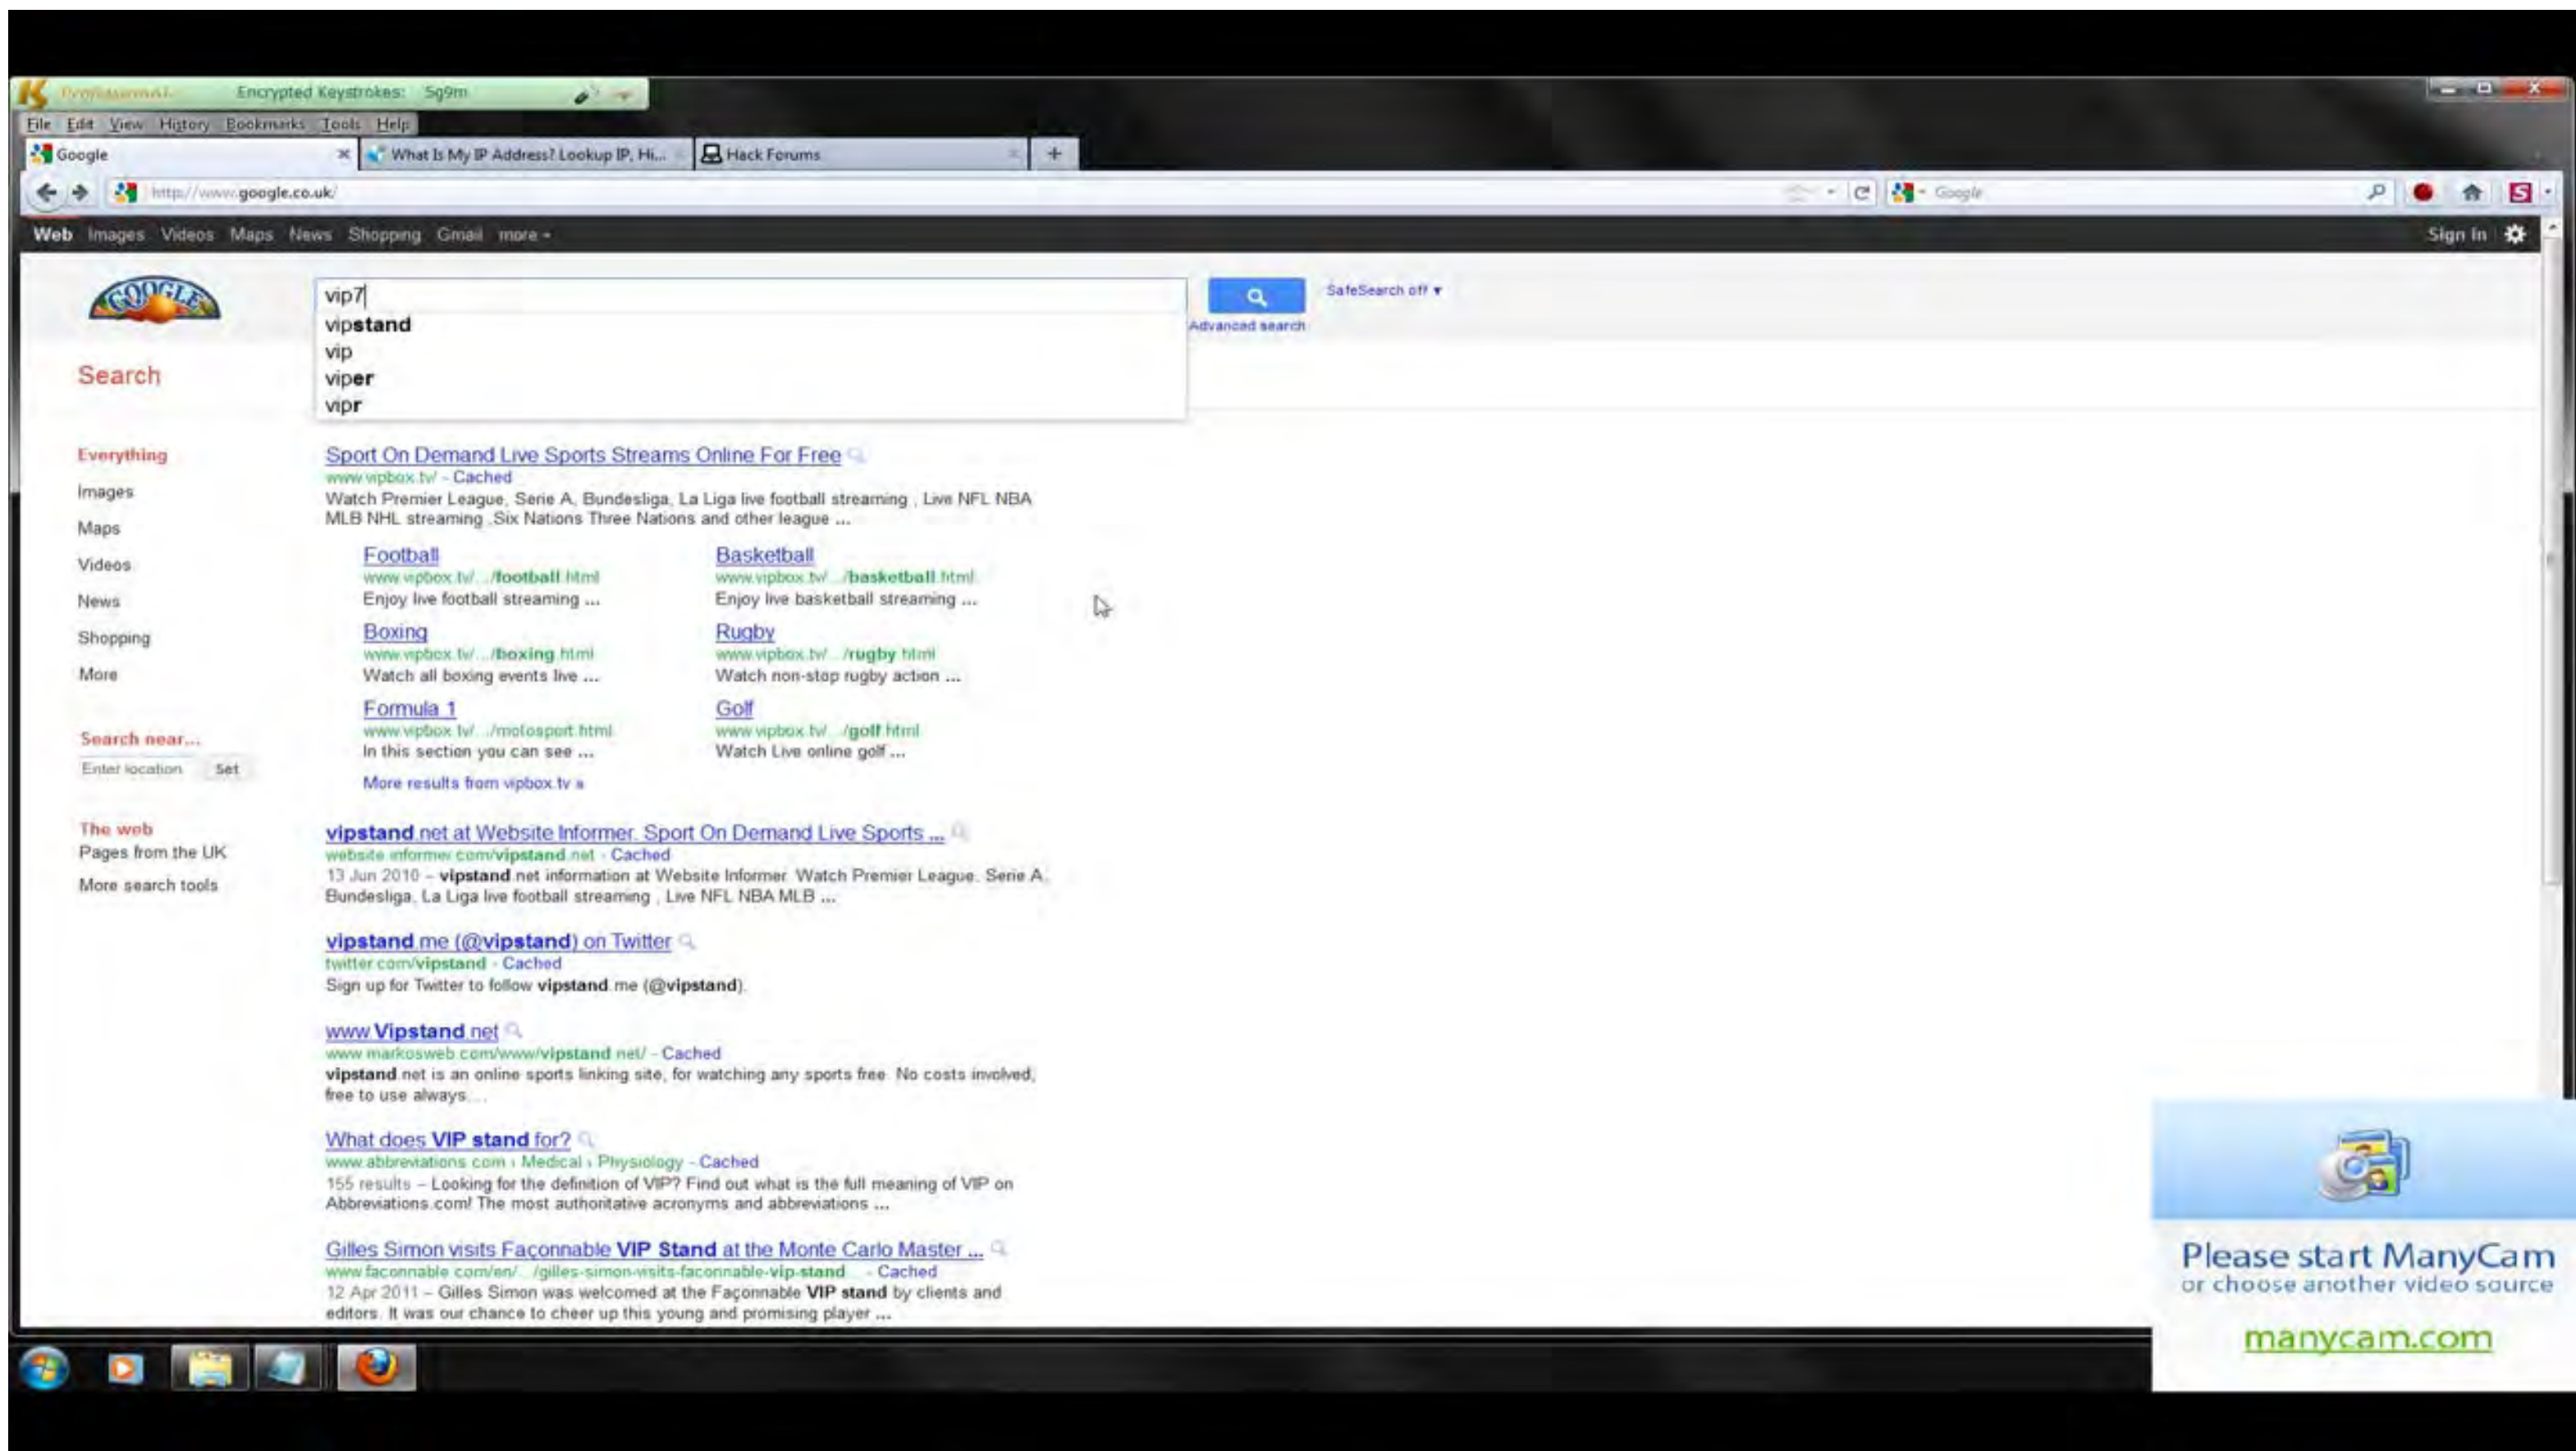 Professional Encrypted Keystrokes: 5g9m
File Edit View History Bookmarks Tools Help
Google What Is My IP Address? Lookup IP, Hi... Hack Forums
http://www.google.co.uk/ Google
Web Images Videos Maps News Shopping Gmail more Sign in
GOOGLE
vip7 SafeSearch off ▼
Advanced search
vipstand
vip
viper
vipr
Search
Everything
Images
Maps
Videos
News
Shopping
More
Search near...
Enter location Set
The web
Pages from the UK
More search tools
Sport On Demand Live Sports Streams Online For Free
www.vipbox.tv/ - Cached
Watch Premier League, Serie A, Bundesliga, La Liga live football streaming , Live NFL NBA
MLB NHL streaming .Six Nations Three Nations and other league ...
Football Basketball
www.vipbox.tv/.../football.html www.vipbox.tv/.../basketball.html
Enjoy live football streaming ... Enjoy live basketball streaming ...
Boxing Rugby
www.vipbox.tv/.../boxing.html www.vipbox.tv/.../rugby.html
Watch all boxing events live ... Watch non-stop rugby action ...
Formula 1 Golf
www.vipbox.tv/.../motosport.html www.vipbox.tv/.../golf.html
In this section you can see ... Watch Live online golf ...
More results from vipbox.tv »
vipstand.net at Website Informer. Sport On Demand Live Sports ...
website.informer.com/vipstand.net - Cached
13 Jun 2010 – vipstand.net information at Website Informer. Watch Premier League, Serie A,
Bundesliga, La Liga live football streaming , Live NFL NBA MLB ...
vipstand.me (@vipstand) on Twitter
twitter.com/vipstand - Cached
Sign up for Twitter to follow vipstand.me (@vipstand).
www.Vipstand.net
www.markosweb.com/www/vipstand.net/ - Cached
vipstand.net is an online sports linking site, for watching any sports free. No costs involved,
free to use always....
What does VIP stand for?
www.abbreviations.com › Medical › Physiology - Cached
155 results – Looking for the definition of VIP? Find out what is the full meaning of VIP on
Abbreviations.com! The most authoritative acronyms and abbreviations ...
Gilles Simon visits Façonnable VIP Stand at the Monte Carlo Master ...
www.faconnable.com/en/.../gilles-simon-visits-faconnable-vip-stand... - Cached
12 Apr 2011 – Gilles Simon was welcomed at the Façonnable VIP stand by clients and
editors. It was our chance to cheer up this young and promising player ...
Please start ManyCam
or choose another video source
manycam.com